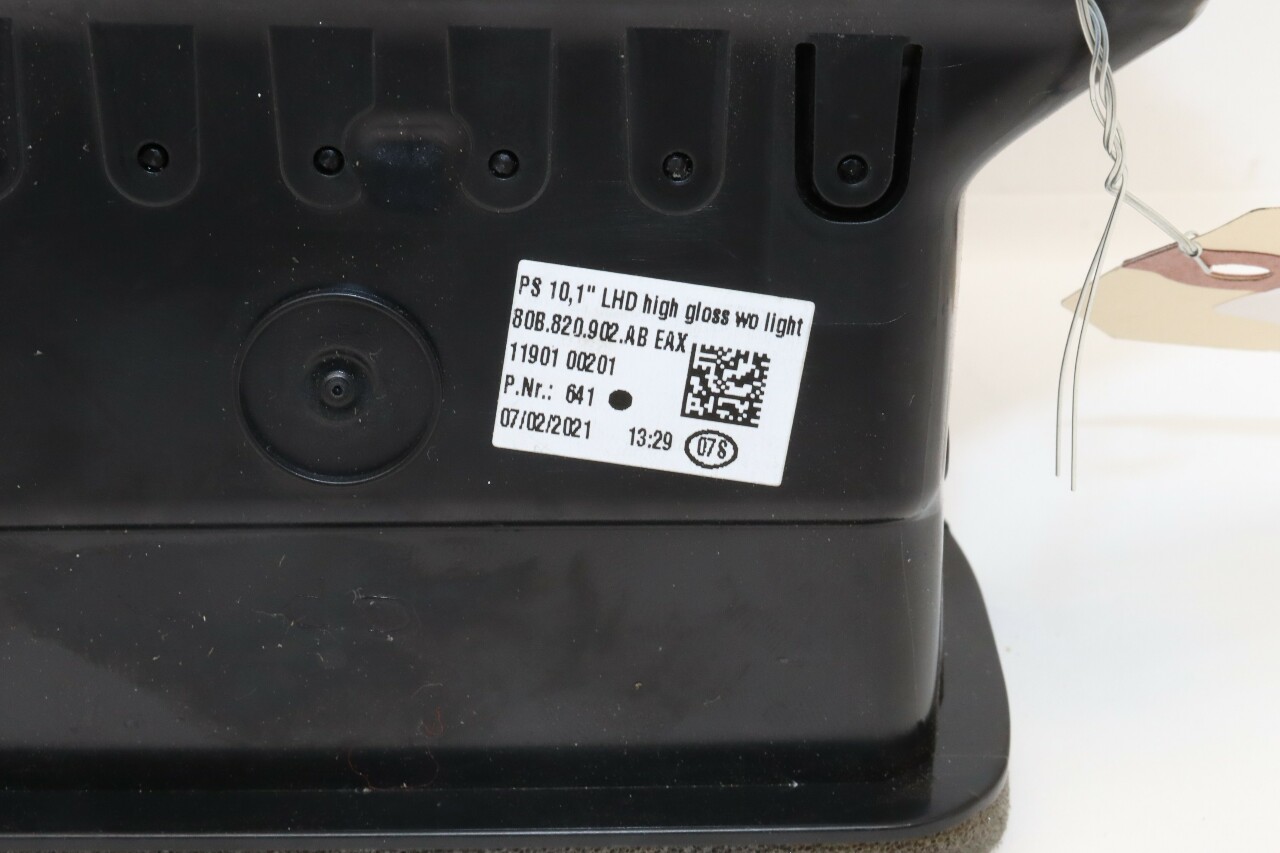 PS 10,1" LHD high gloss wo light
80B.820.902.AB EAX
11901 00201
P.Nr.: 641
07/02/2021 13:29 07S